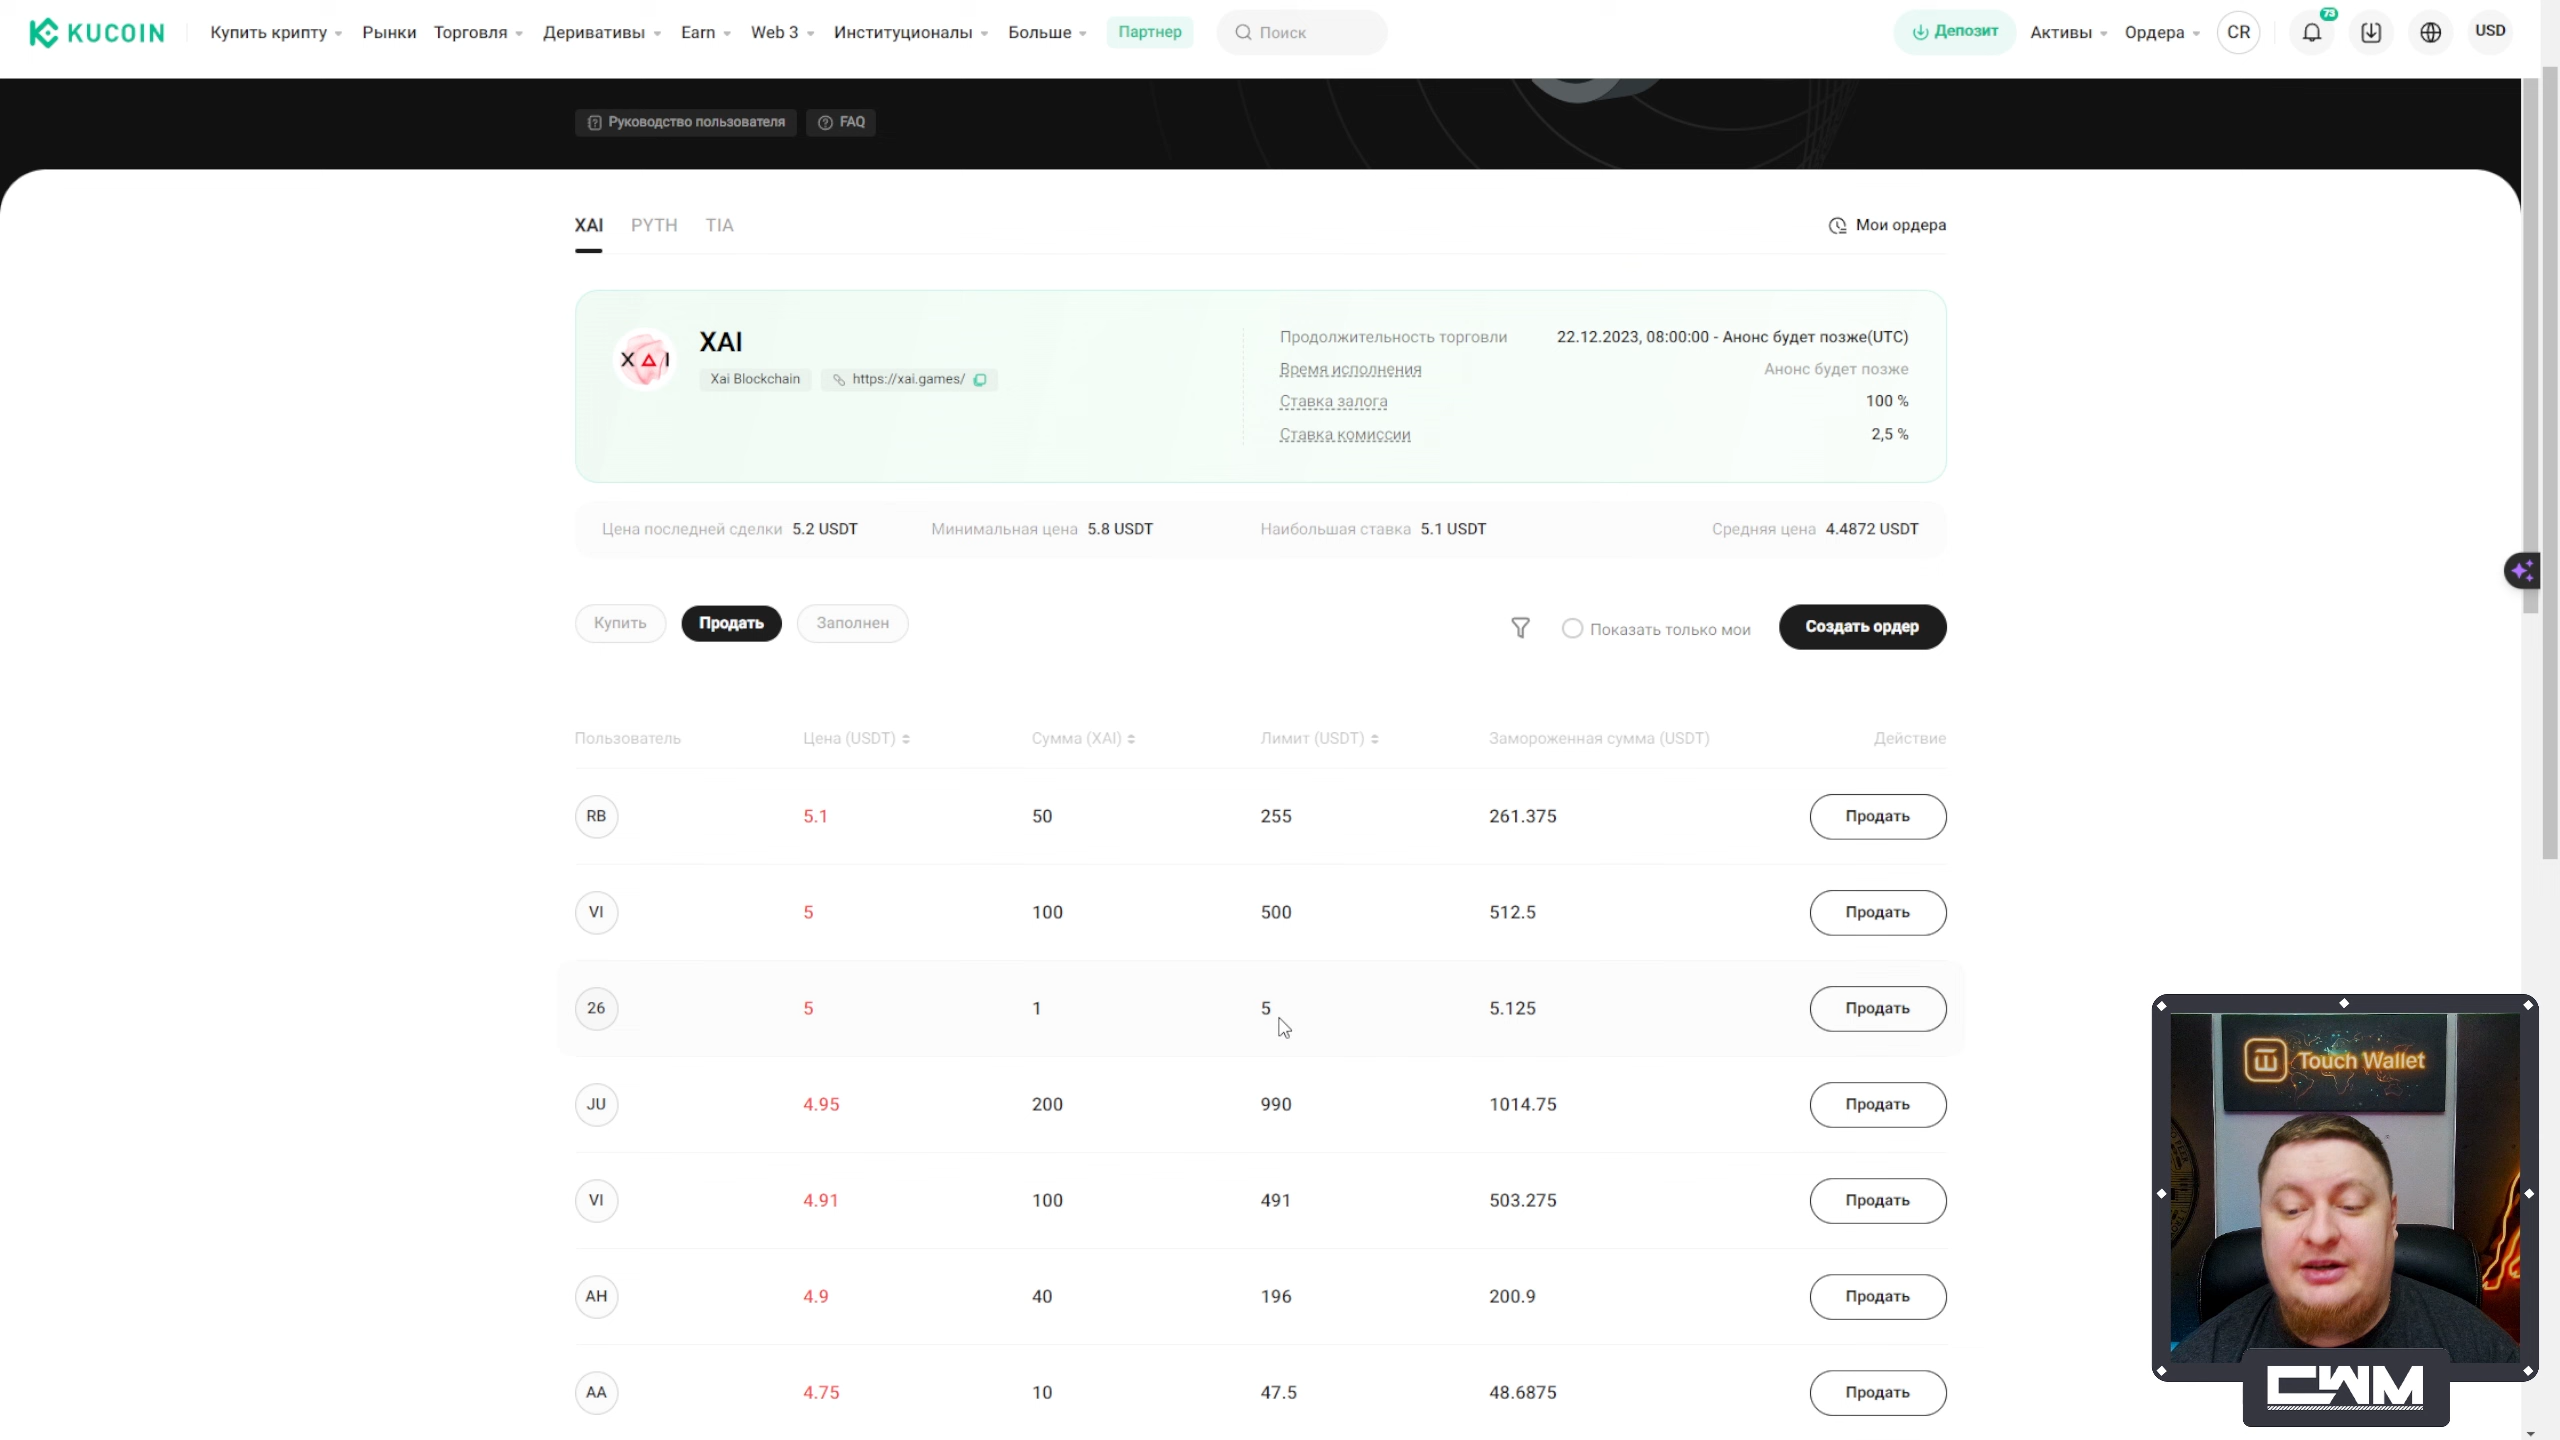 KUCOIN Купить крипту Рынки Торговля Деривативы Earn Web 3 Институционалы Больше Партнер Поиск Депозит Активы Ордера CR 73 USD
Руководство пользователя FAQ
XAI PYTH TIA Мои ордера
XAI
XAI
Xai Blockchain https://xai.games/
Продолжительность торговли 22.12.2023, 08:00:00 - Анонс будет позже(UTC)
Время исполнения Анонс будет позже
Ставка залога 100 %
Ставка комиссии 2,5 %
Цена последней сделки 5.2 USDT Минимальная цена 5.8 USDT Наибольшая ставка 5.1 USDT Средняя цена 4.4872 USDT
Купить Продать Заполнен Показать только мои Создать ордер
Пользователь Цена (USDT) Сумма (XAI) Лимит (USDT) Замороженная сумма (USDT) Действие
RB 5.1 50 255 261.375 Продать
VI 5 100 500 512.5 Продать
26 5 1 5 5.125 Продать
JU 4.95 200 990 1014.75 Продать
VI 4.91 100 491 503.275 Продать
AH 4.9 40 196 200.9 Продать
AA 4.75 10 47.5 48.6875 Продать
Touch Wallet
CWM